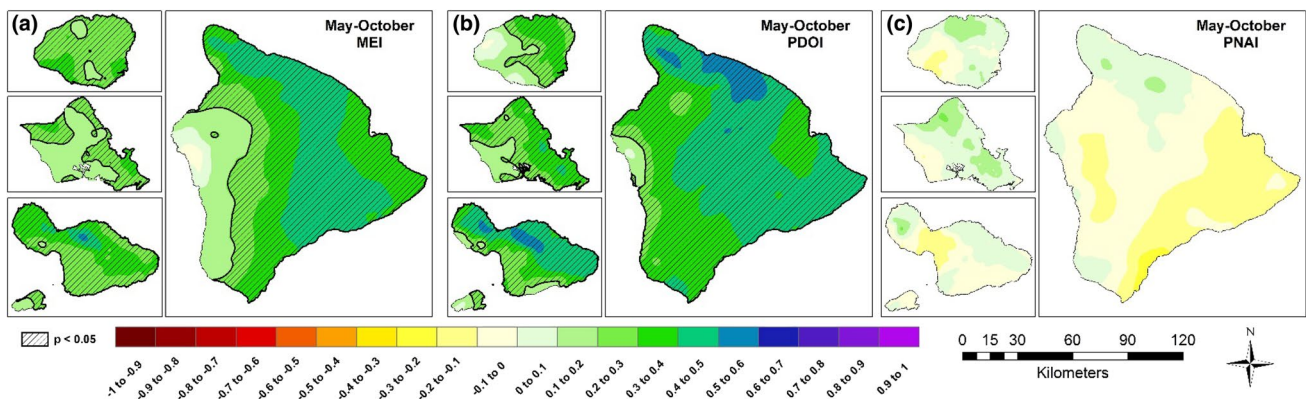 (a)
May-October
MEI
(b)
May-October
PDOI
(c)
May-October
PNAI
p < 0.05
-1 to -0.9
-0.9 to -0.8
-0.8 to -0.7
-0.7 to -0.6
-0.6 to -0.5
-0.5 to -0.4
-0.4 to -0.3
-0.3 to -0.2
-0.2 to -0.1
-0.1 to 0
0 to 0.1
0.1 to 0.2
0.2 to 0.3
0.3 to 0.4
0.4 to 0.5
0.5 to 0.6
0.6 to 0.7
0.7 to 0.8
0.8 to 0.9
0.9 to 1
0 15 30 60 90 120
Kilometers
N